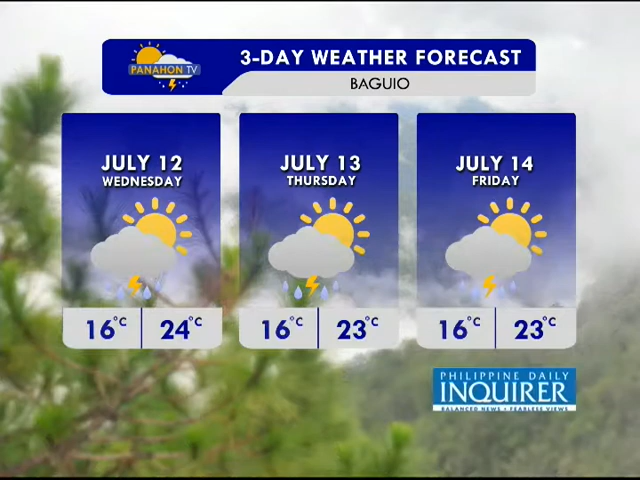 PANAHON TV
3-DAY WEATHER FORECAST
BAGUIO
JULY 12
WEDNESDAY
16°C
24°C
JULY 13
THURSDAY
16°C
23°C
JULY 14
FRIDAY
16°C
23°C
PHILIPPINE DAILY
INQUIRER
BALANCED NEWS • FEARLESS VIEWS